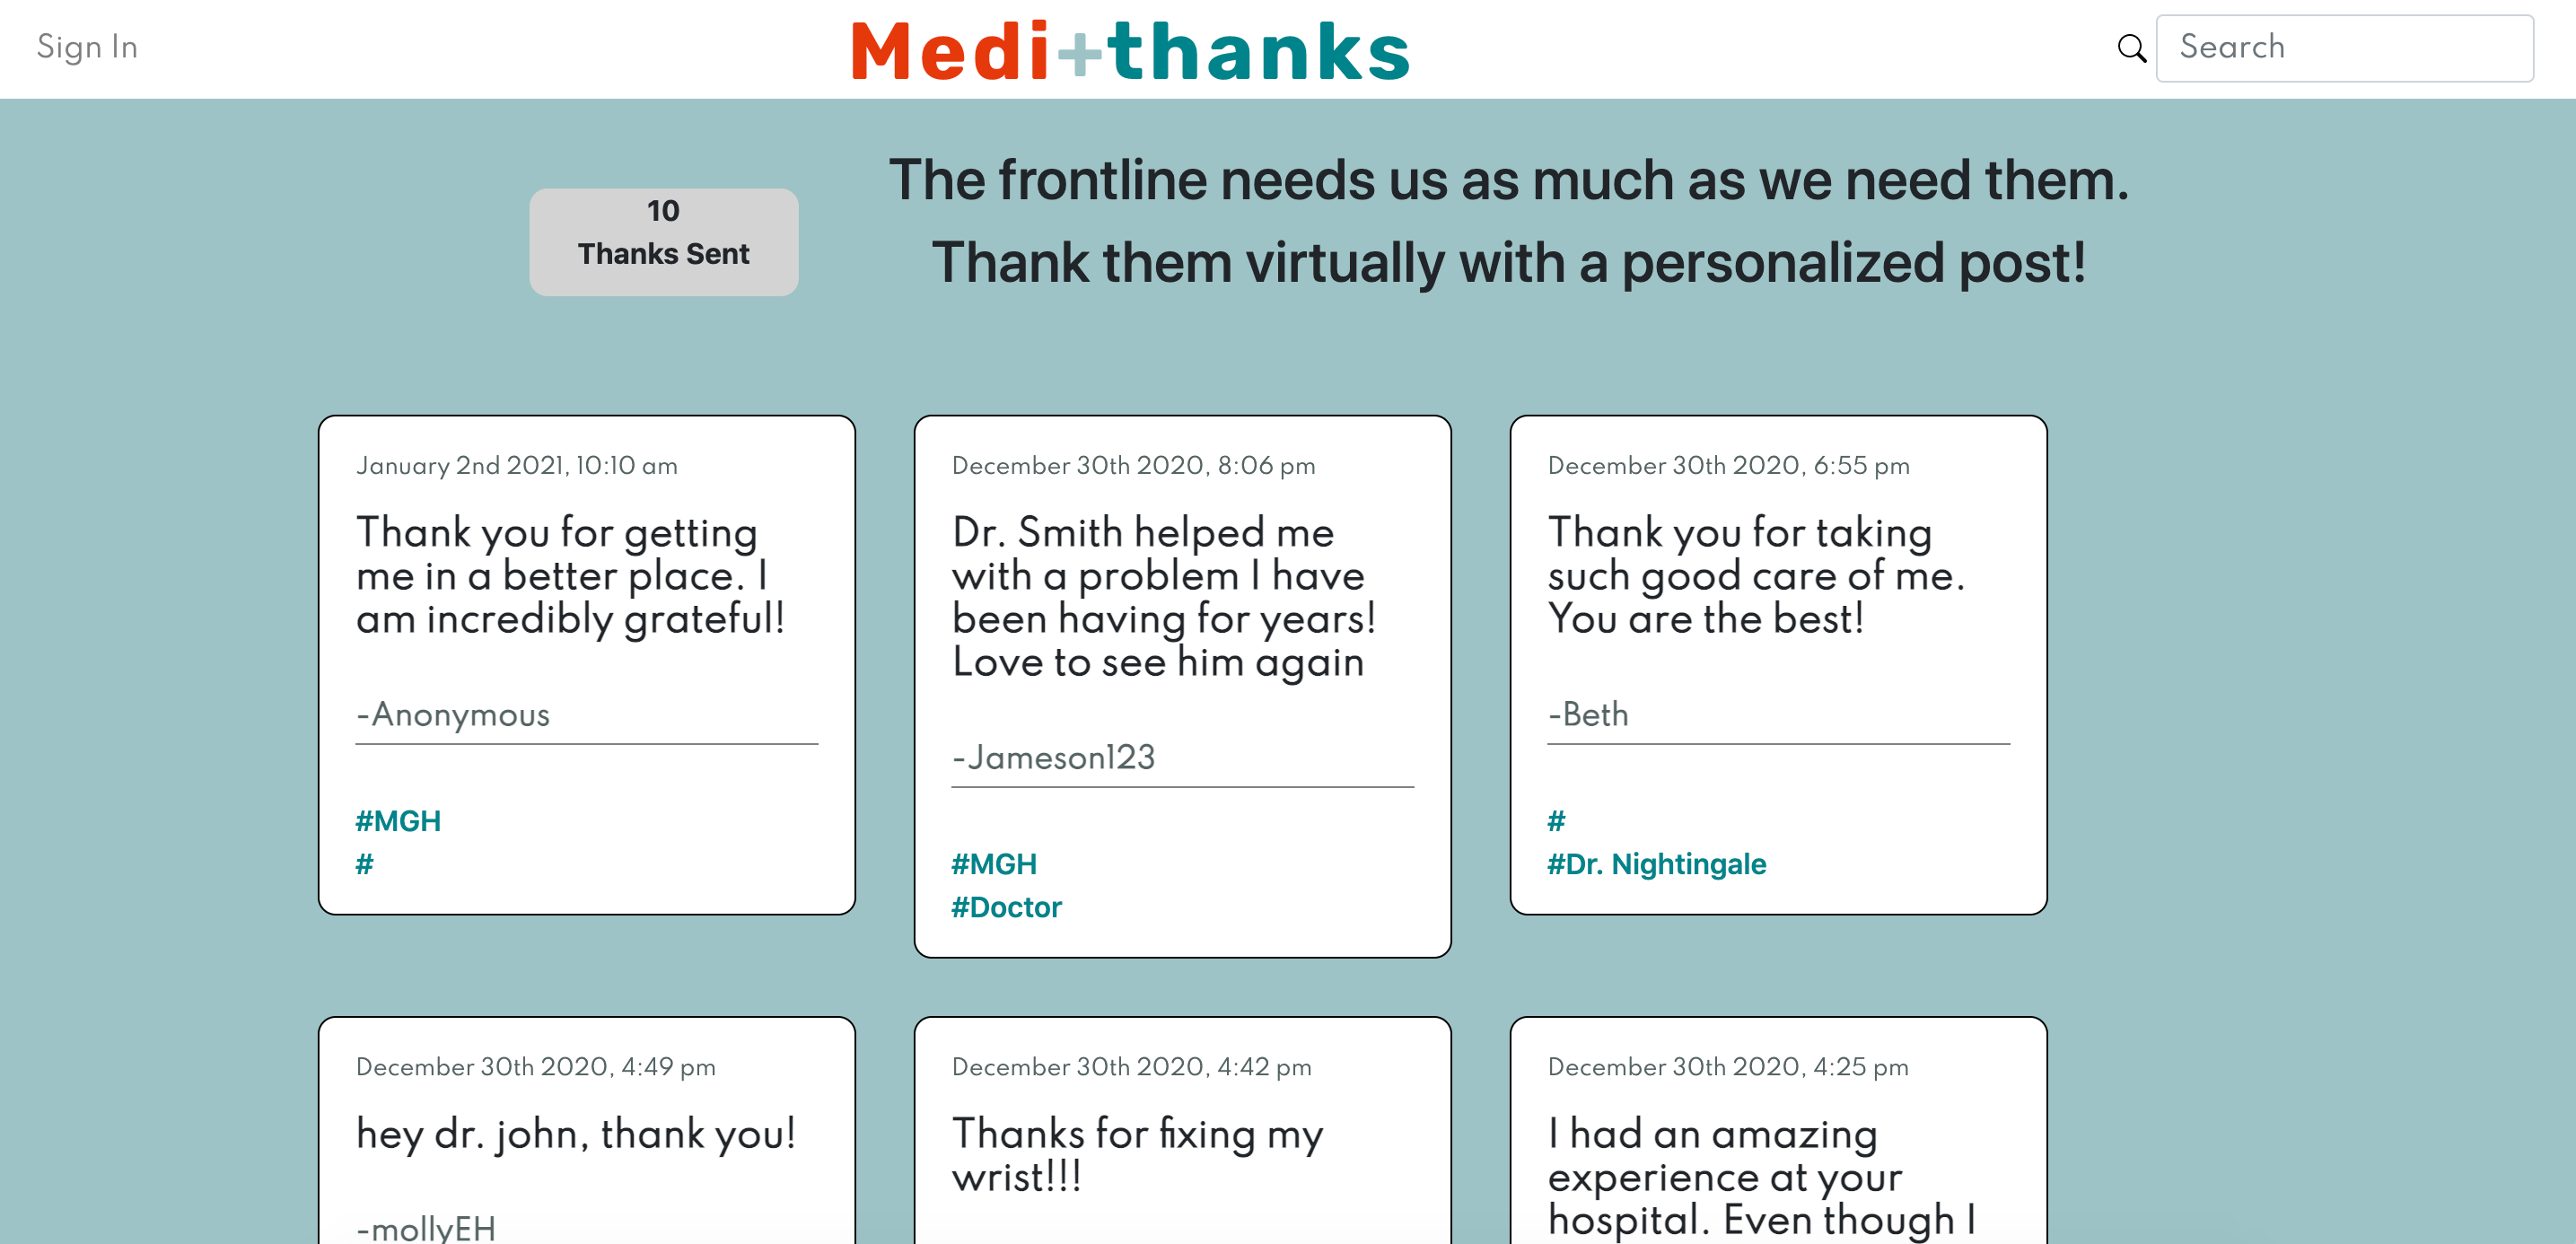 Sign In
Medi+thanks
Search
10
Thanks Sent
The frontline needs us as much as we need them.
Thank them virtually with a personalized post!
January 2nd 2021, 10:10 am
Thank you for getting
me in a better place. I
am incredibly grateful!
-Anonymous
#MGH
#
December 30th 2020, 8:06 pm
Dr. Smith helped me
with a problem I have
been having for years!
Love to see him again
-Jameson123
#MGH
#Doctor
December 30th 2020, 6:55 pm
Thank you for taking
such good care of me.
You are the best!
-Beth
#
#Dr. Nightingale
December 30th 2020, 4:49 pm
hey dr. john, thank you!
-mollyEH
December 30th 2020, 4:42 pm
Thanks for fixing my
wrist!!!
December 30th 2020, 4:25 pm
I had an amazing
experience at your
hospital. Even though I